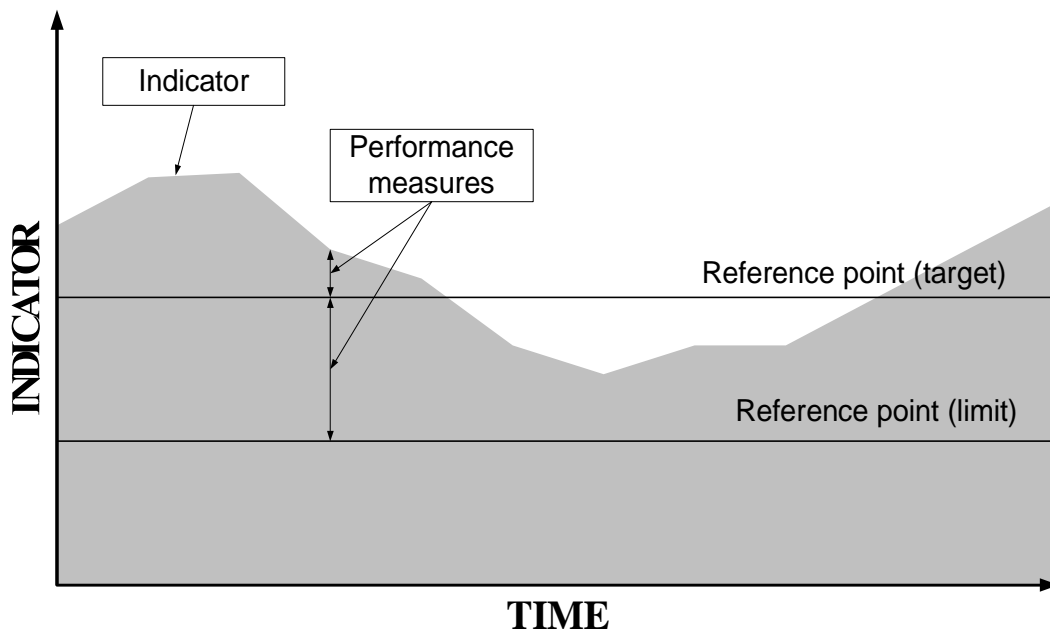 Indicator
Performance
measures
Reference point (target)
Reference point (limit)
INDICATOR
TIME